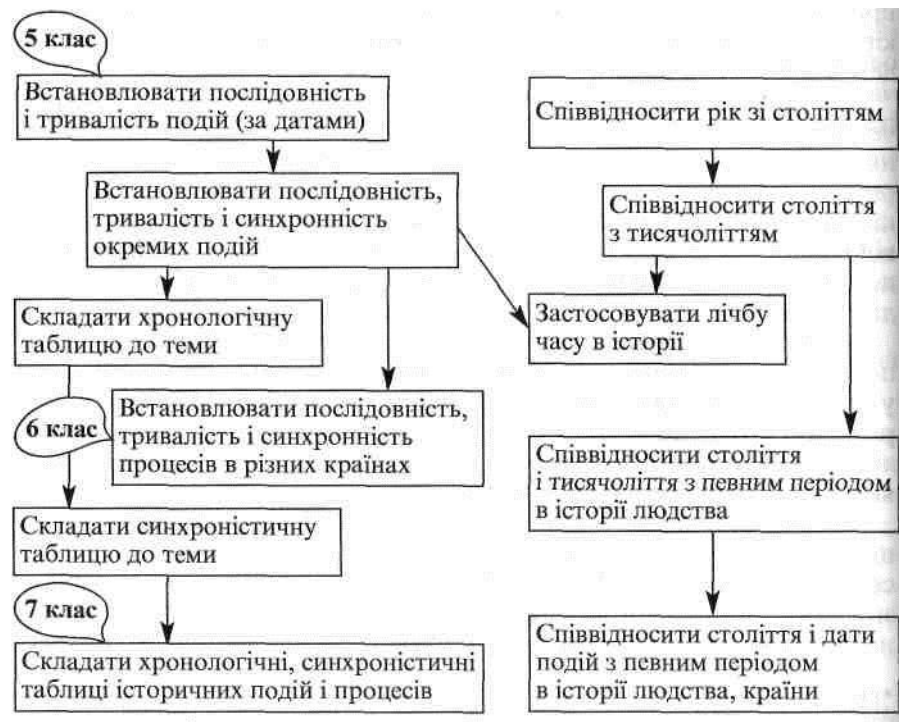 5 клас
Встановлювати послідовність
і тривалість подій (за датами)
Співвідносити рік зі століттям
Встановлювати послідовність,
тривалість і синхронність
окремих подій
Співвідносити століття
з тисячоліттям
Складати хронологічну
таблицю до теми
Застосовувати лічбу
часу в історії
6 клас
Встановлювати послідовність,
тривалість і синхронність
процесів в різних країнах
Співвідносити століття
і тисячоліття з певним періодом
в історії людства
Складати синхроністичну
таблицю до теми
7 клас
Складати хронологічні, синхроністичні
таблиці історичних подій і процесів
Співвідносити століття і дати
подій з певним періодом
в історії людства, країни